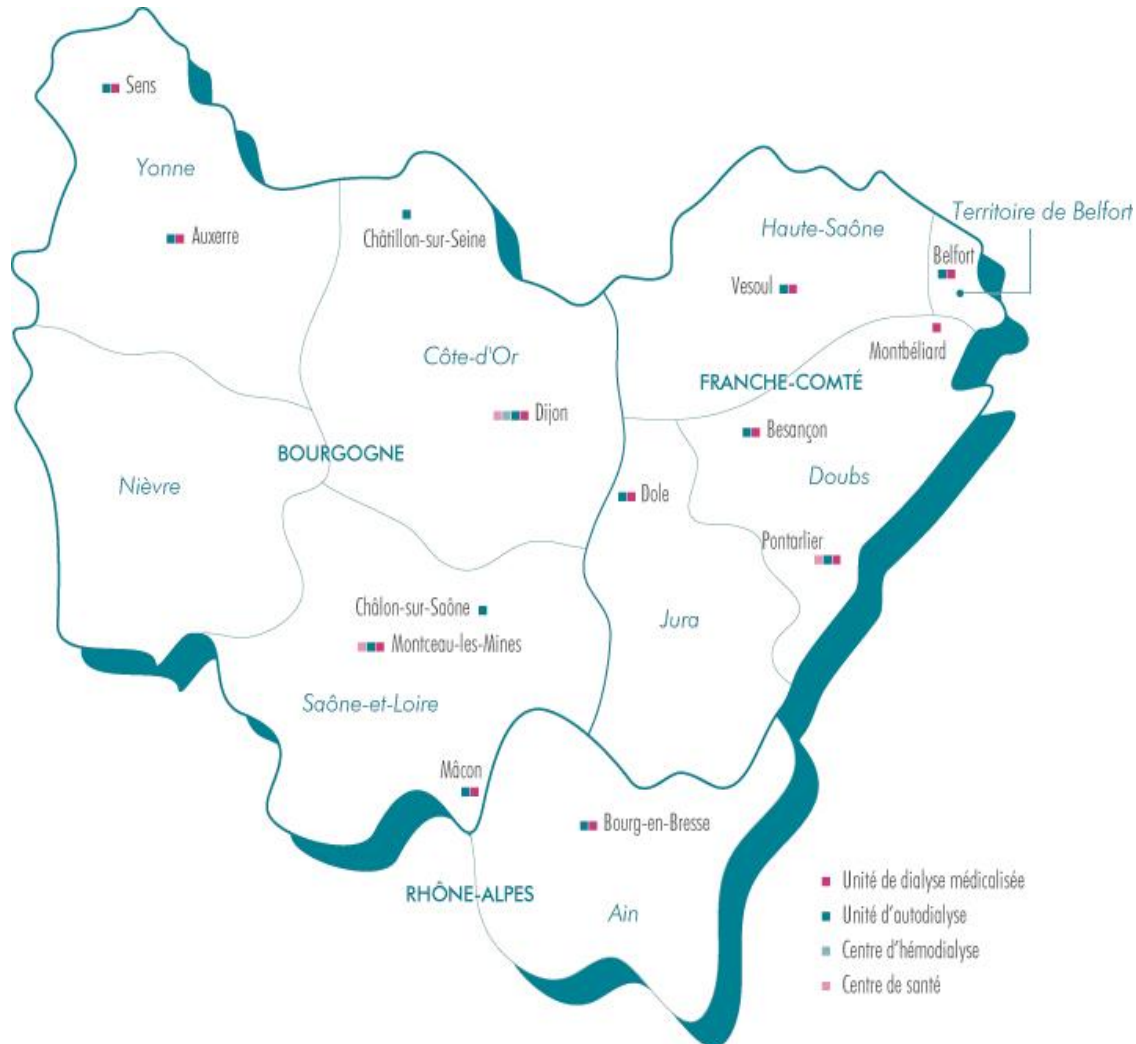 Sens
Yonne
Auxerre
Châtillon-sur-Seine
Haute-Saône
Territoire de Belfort
Belfort
Vesoul
Montbéliard
Côte-d'Or
FRANCHE-COMTÉ
Dijon
Besançon
BOURGOGNE
Nièvre
Doubs
Dole
Pontarlier
Châlon-sur-Saône
Montceau-les-Mines
Jura
Saône-et-Loire
Mâcon
Bourg-en-Bresse
RHÔNE-ALPES
Ain
Unité de dialyse médicalisée
Unité d'autodialyse
Centre d'hémodialyse
Centre de santé